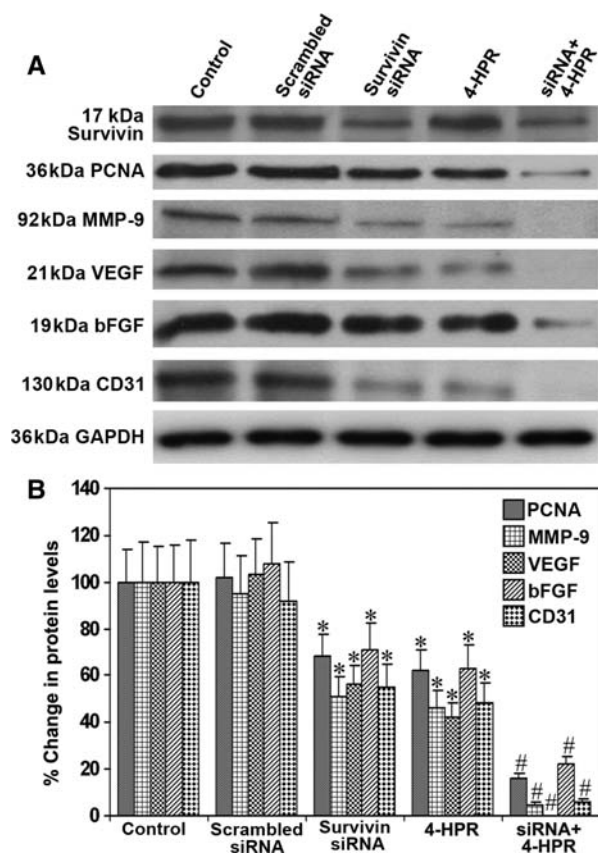 A
Control
Scrambled
siRNA
Survivin
siRNA
4-HPR
siRNA+
4-HPR
17 kDa
Survivin
36kDa PCNA
92kDa MMP-9
21kDa VEGF
19kDa bFGF
130kDa CD31
36kDa GAPDH
B
% Change in protein levels
140
120
100
80
60
40
20
0
PCNA
MMP-9
VEGF
bFGF
CD31
* * * * *
* * * * *
# # # # #
Control
Scrambled
siRNA
Survivin
siRNA
4-HPR
siRNA+
4-HPR